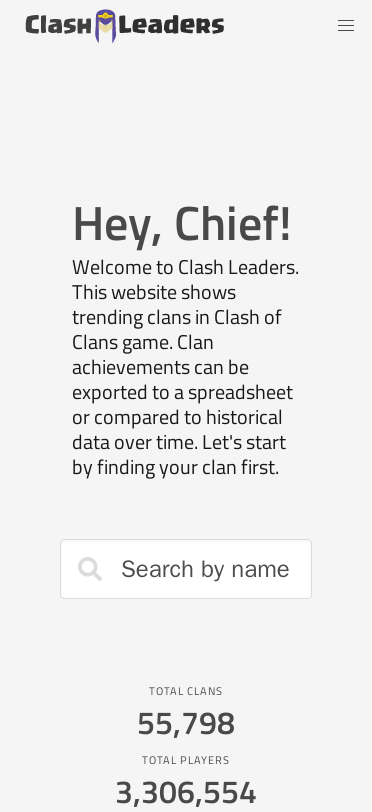 Clash Leaders
Hey, Chief!
Welcome to Clash Leaders.
This website shows
trending clans in Clash of
Clans game. Clan
achievements can be
exported to a spreadsheet
or compared to historical
data over time. Let's start
by finding your clan first.
Search by name
TOTAL CLANS
55,798
TOTAL PLAYERS
3,306,554